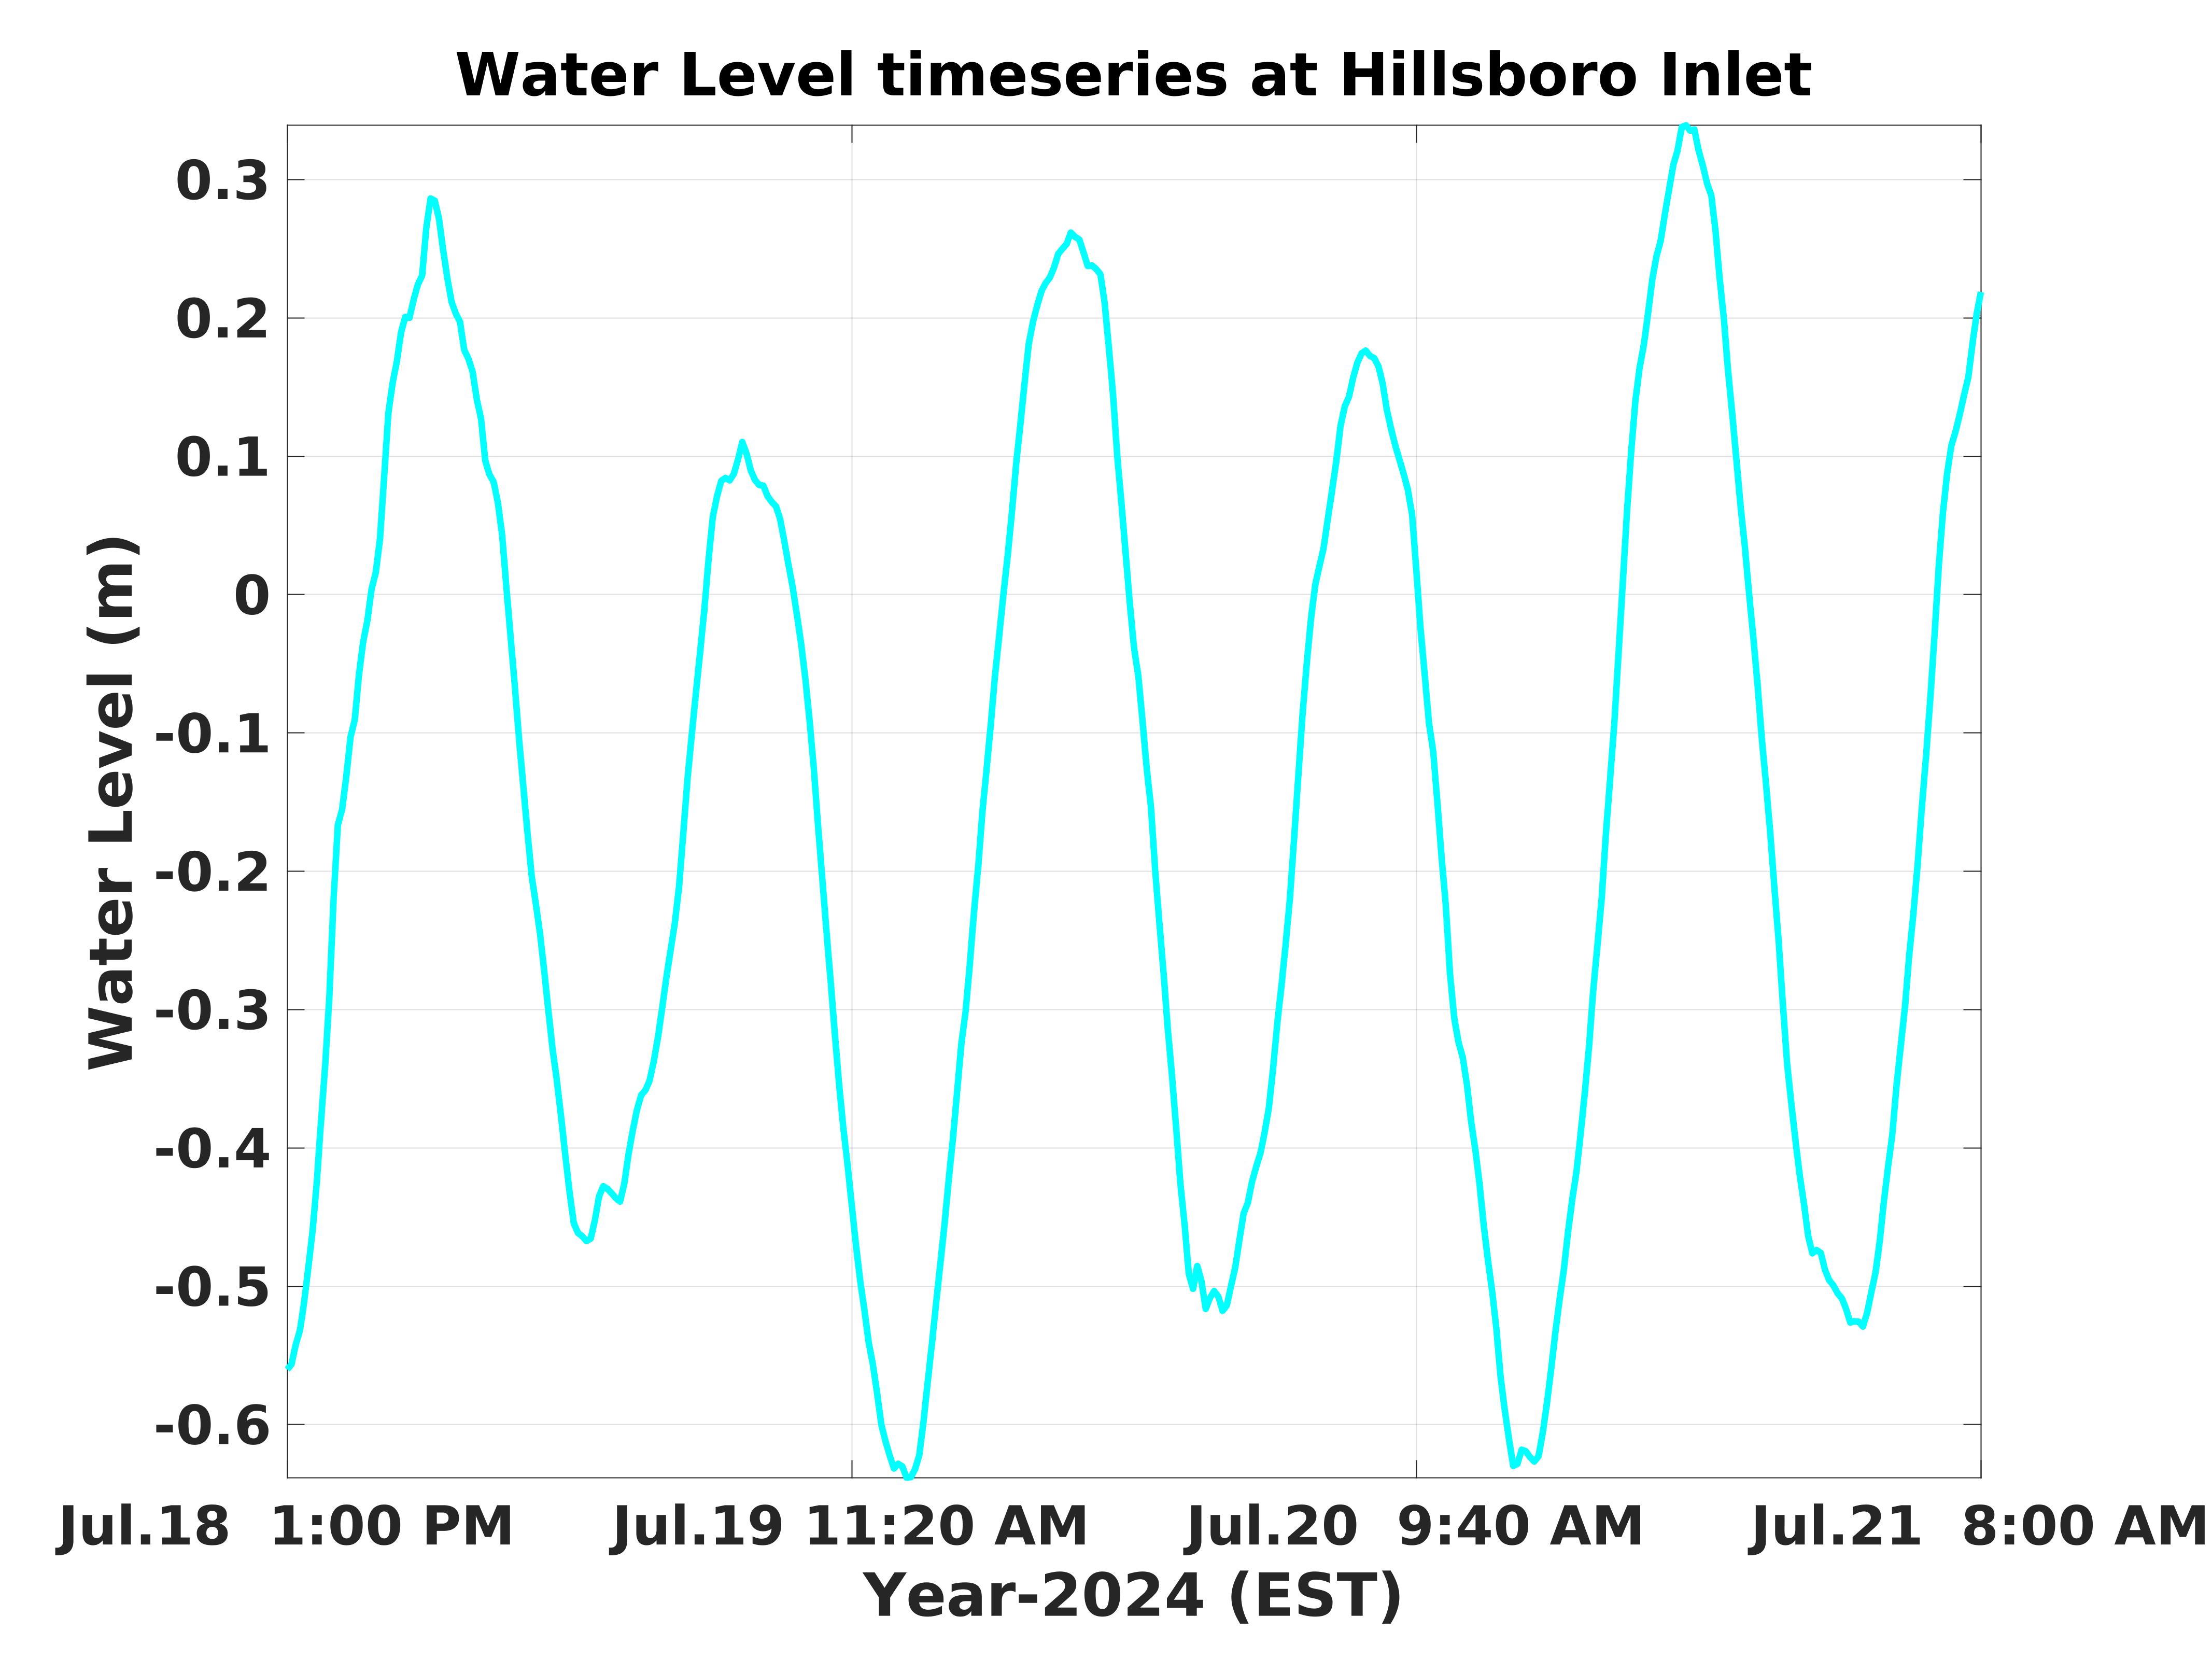 Water Level timeseries at Hillsboro Inlet
0.3
0.2
0.1
0
-0.1
-0.2
-0.3
-0.4
-0.5
-0.6
Water Level (m)
Jul.18  1:00 PM
Jul.19 11:20 AM
Jul.20  9:40 AM
Jul.21  8:00 AM
Year-2024 (EST)